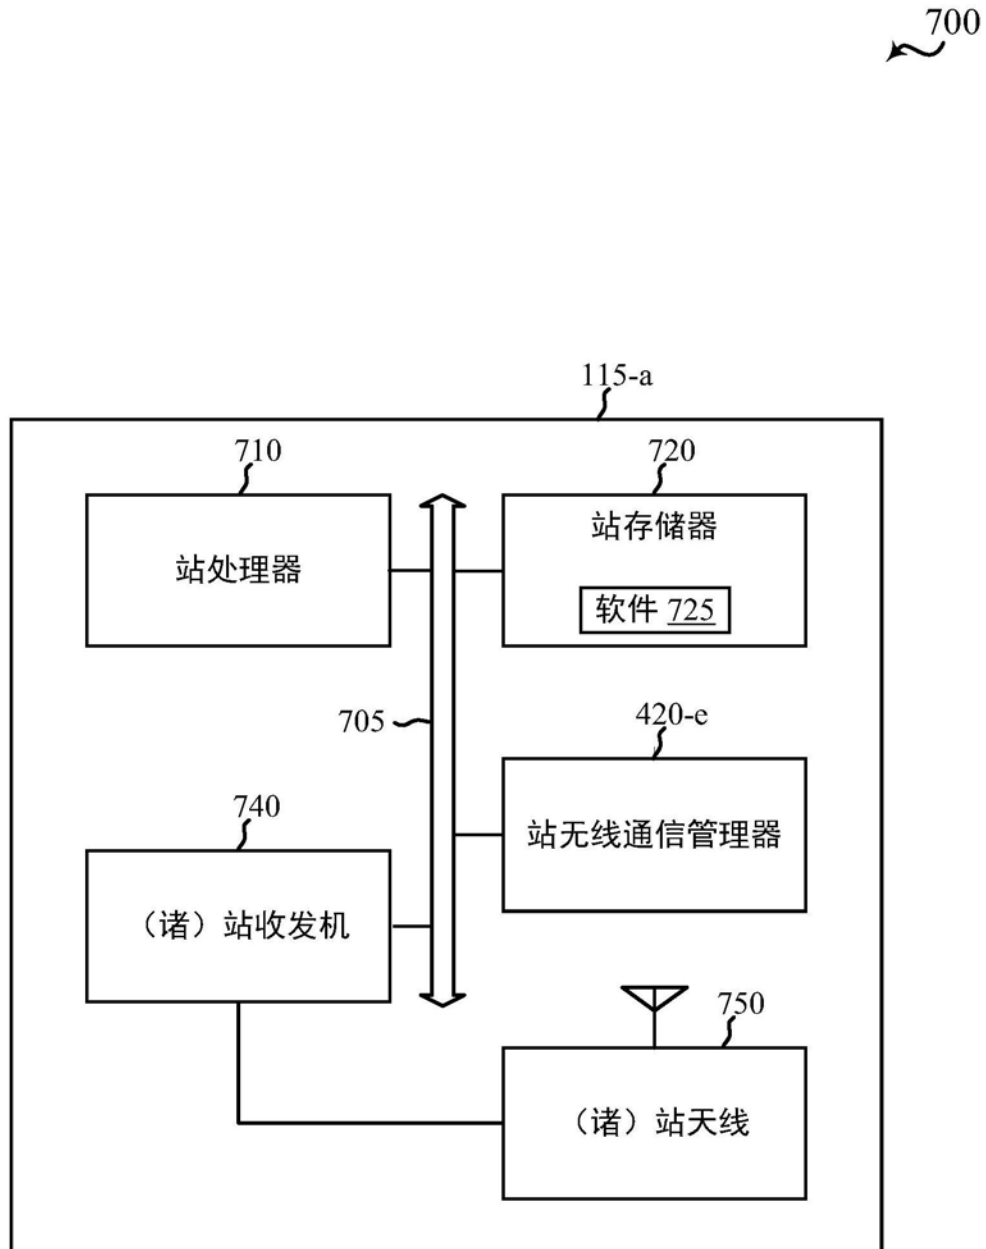 700
115-a
710
站处理器
720
站存储器
软件 725
705
420-e
站无线通信管理器
740
（诸）站收发机
750
（诸）站天线